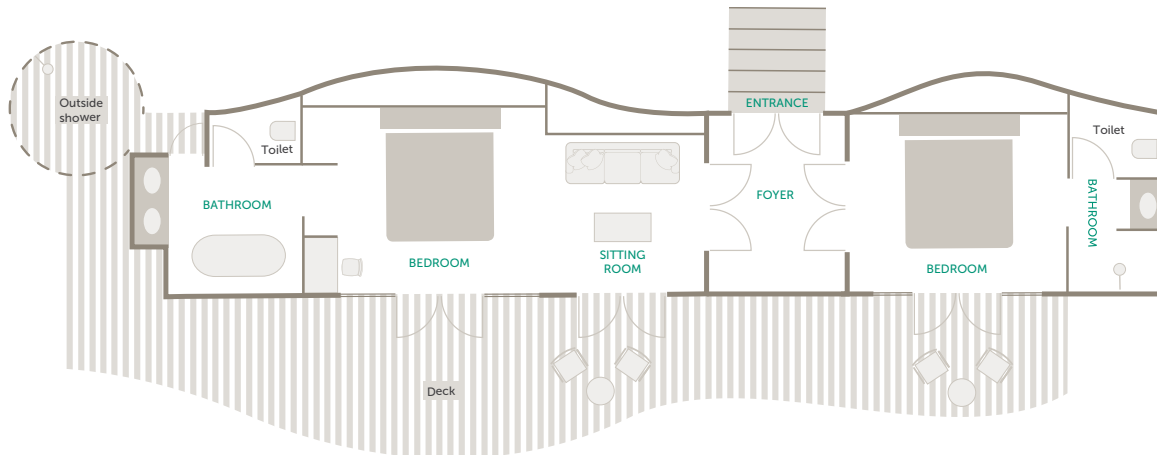 ENTRANCE
Outside
shower
Toilet
Toilet
BATHROOM
FOYER
BATHROOM
SITTING
ROOM
BEDROOM
BEDROOM
Deck